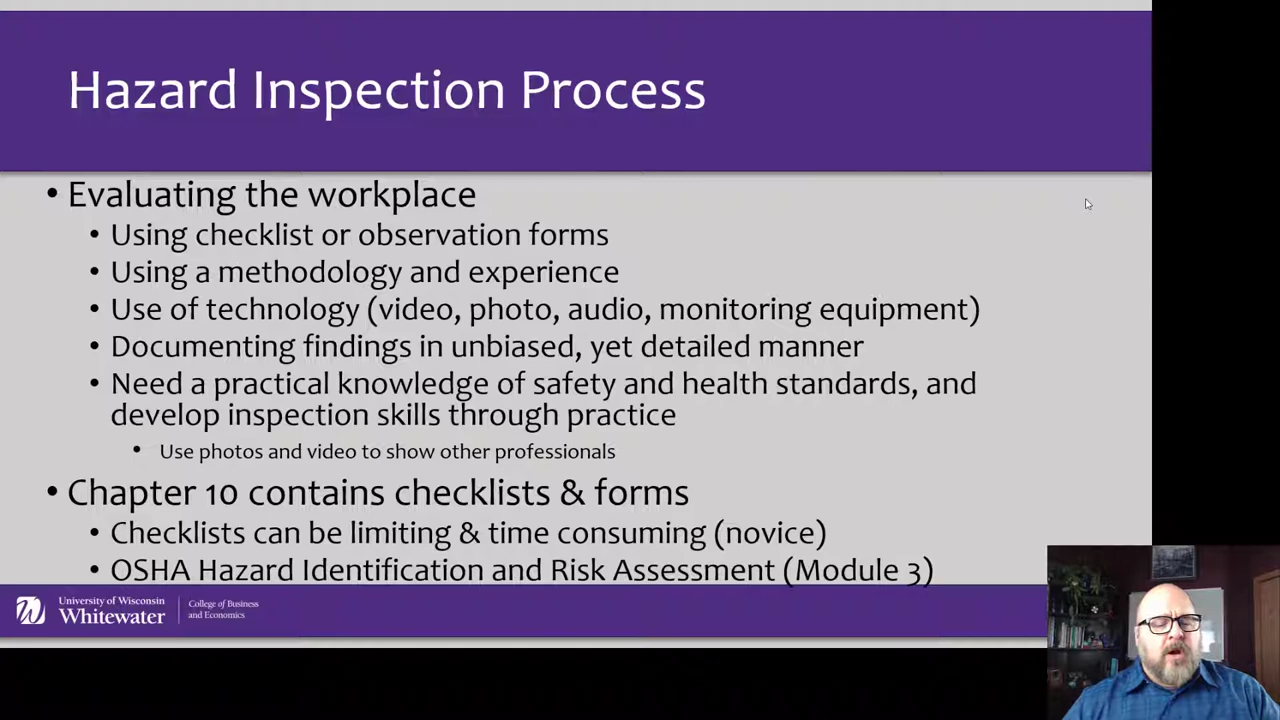 Hazard Inspection Process
• Evaluating the workplace
• Using checklist or observation forms
• Using a methodology and experience
• Use of technology (video, photo, audio, monitoring equipment)
• Documenting findings in unbiased, yet detailed manner
• Need a practical knowledge of safety and health standards, and
develop inspection skills through practice
• Use photos and video to show other professionals
• Chapter 10 contains checklists & forms
• Checklists can be limiting & time consuming (novice)
• OSHA Hazard Identification and Risk Assessment (Module 3)
University of Wisconsin
Whitewater
College of Business
and Economics